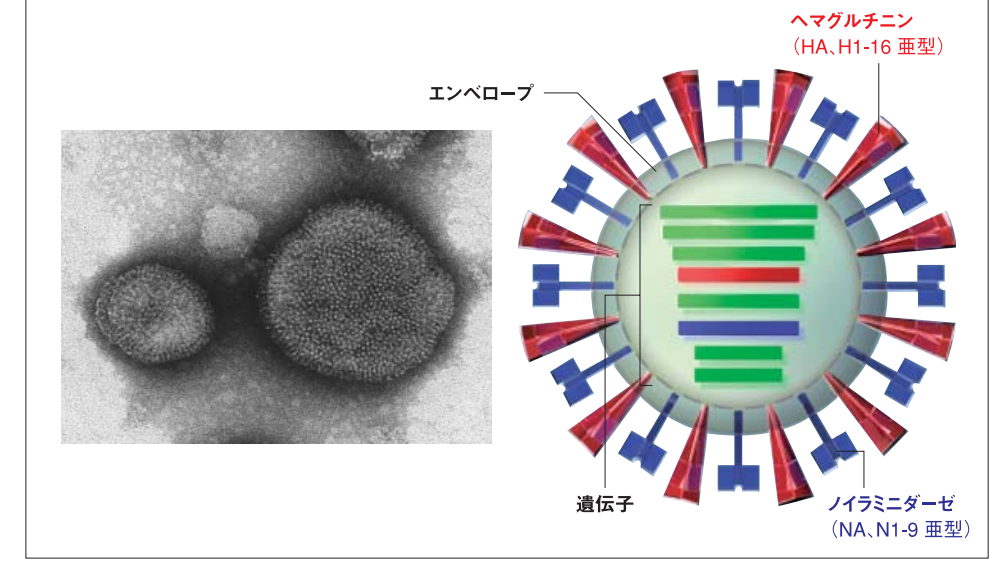 ヘマグルチニン
（HA、H1-16 亜型）
エンベロープ
遺伝子
ノイラミニダーゼ
（NA、N1-9 亜型）